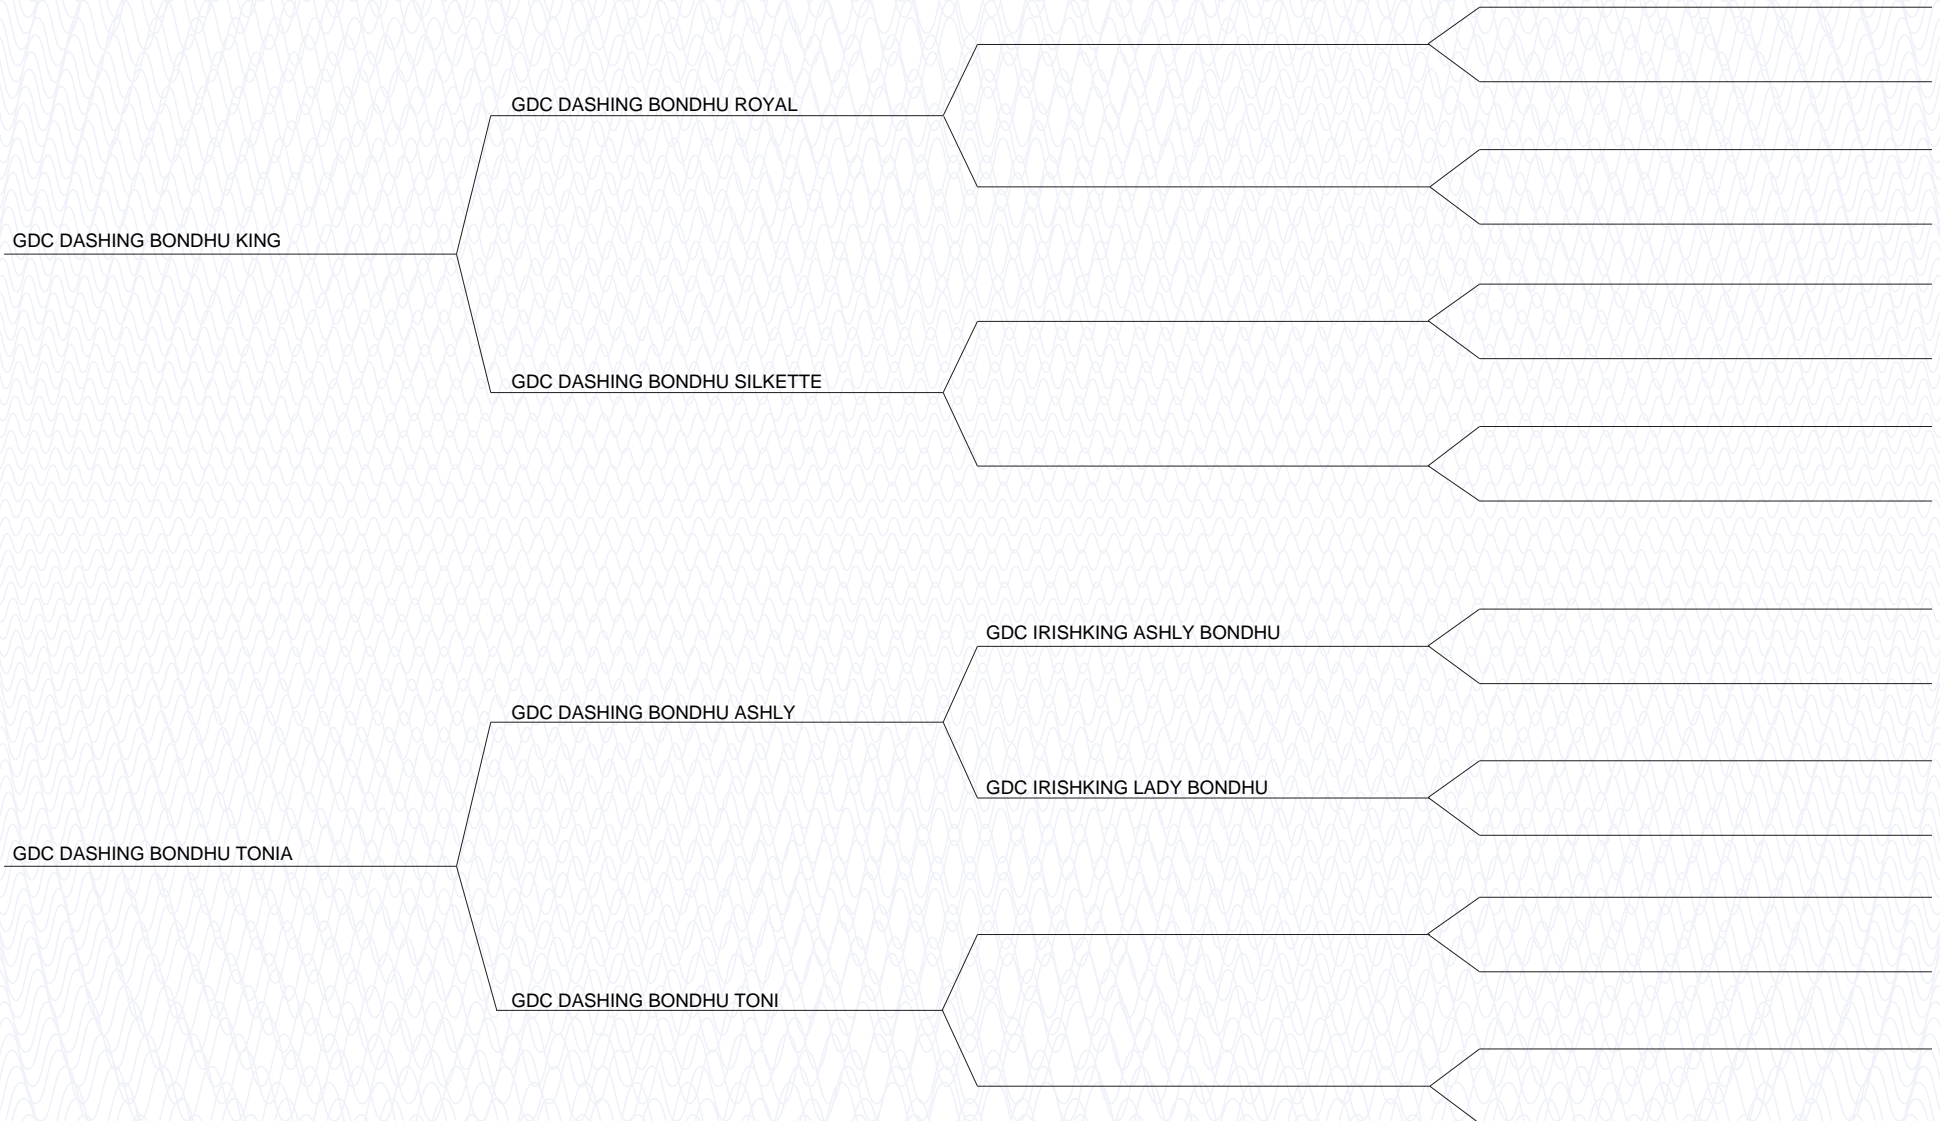 GDC DASHING BONDHU ROYAL
GDC DASHING BONDHU KING
GDC DASHING BONDHU SILKETTE
GDC IRISHKING ASHLY BONDHU
GDC DASHING BONDHU ASHLY
GDC IRISHKING LADY BONDHU
GDC DASHING BONDHU TONIA
GDC DASHING BONDHU TONI